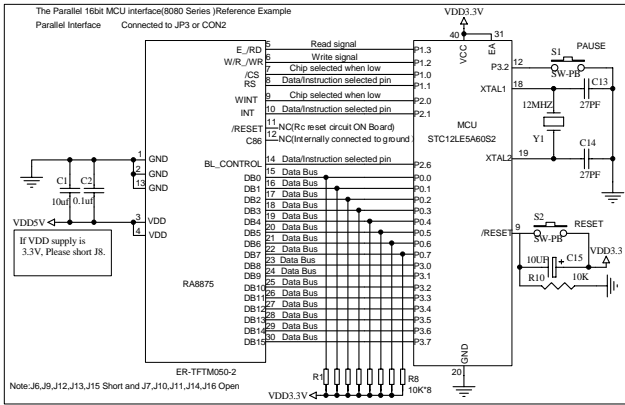 The Parallel 16bit MCU interface(8080 Series )Reference Example
Parallel Interface Connected to JP3 or CON2
VDD3.3V
40 31
VCC EA
E_/RD 5 Read signal P1.3
W/R_/WR 6 Write signal P1.2
/CS 7 Chip selected when low P1.0
RS 8 Data/Instruction selected pin P1.1
WINT 9 Chip selected when low P2.0
INT 10 Data/Instruction selected pin P2.1
/RESET 11 NC(Rc reset circuit ON Board)
C86 12 NC(Internally connected to ground)
BL_CONTROL 14 Data/Instruction selected pin P2.6
DB0 15 Data Bus P0.0
DB1 16 Data Bus P0.1
DB2 17 Data Bus P0.2
DB3 18 Data Bus P0.3
DB4 19 Data Bus P0.4
DB5 20 Data Bus P0.5
DB6 21 Data Bus P0.6
DB7 22 Data Bus P0.7
DB8 23 Data Bus P3.0
DB9 24 Data Bus P3.1
DB10 25 Data Bus P3.2
DB11 26 Data Bus P3.3
DB12 27 Data Bus P3.4
DB13 28 Data Bus P3.5
DB14 29 Data Bus P3.6
DB15 30 Data Bus P3.7
1 GND
2 GND
13 GND
C1 C2
10uf 0.1uf
VDD5V 3 VDD
4 VDD
If VDD supply is
3.3V, Please short J8.
RA8875
ER-TFTM050-2
MCU
STC12LE5A60S2
P3.2 12 S1 PAUSE
SW-PB
XTAL1 18 C13
12MHZ 27PF
Y1
XTAL2 19 C14
27PF
/RESET 9 S2 RESET
SW-PB
VDD3.3
10UF + C15
R10 10K
GND
20
R1 R8
10K*8
VDD3.3V
Note:J6,J9,J12,J13,J15 Short and J7,J10,J11,J14,J16 Open